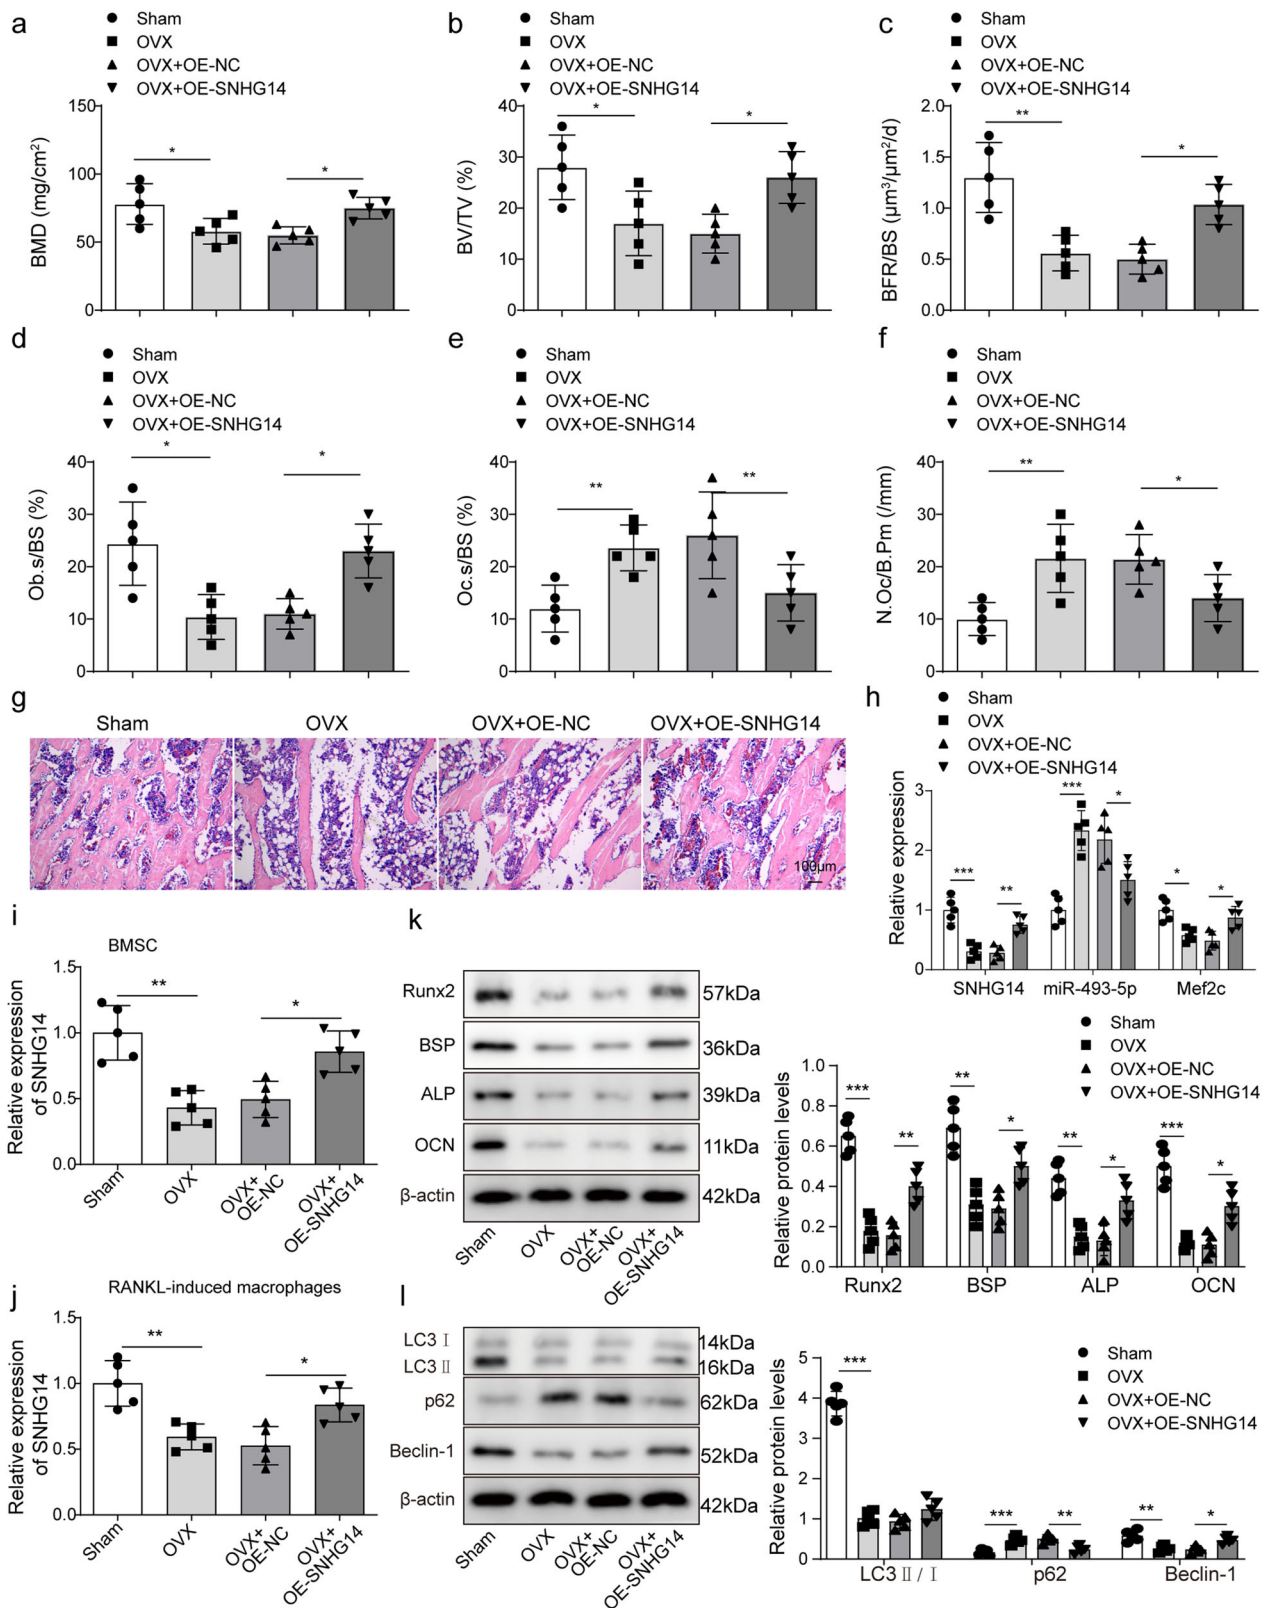 a
Sham
OVX
OVX+OE-NC
OVX+OE-SNHG14
BMD (mg/cm²)
150
100
50
0
*
*
b
Sham
OVX
OVX+OE-NC
OVX+OE-SNHG14
BV/TV (%)
40
30
20
10
0
*
*
c
Sham
OVX
OVX+OE-NC
OVX+OE-SNHG14
BFR/BS (μm³/μm²/d)
2.0
1.5
1.0
0.5
0
**
*
d
Sham
OVX
OVX+OE-NC
OVX+OE-SNHG14
Ob.s/BS (%)
40
30
20
10
0
*
*
e
Sham
OVX
OVX+OE-NC
OVX+OE-SNHG14
Oc.s/BS (%)
40
30
20
10
0
**
**
f
Sham
OVX
OVX+OE-NC
OVX+OE-SNHG14
N.Oc/B.Pm (/mm)
40
30
20
10
0
**
*
g
Sham
OVX
OVX+OE-NC
OVX+OE-SNHG14
100μm
h
Sham
OVX
OVX+OE-NC
OVX+OE-SNHG14
Relative expression
3
2
1
0
***
**
***
*
*
*
SNHG14
miR-493-5p
Mef2c
i
BMSC
Relative expression
of SNHG14
1.5
1.0
0.5
0.0
**
*
Sham
OVX
OVX+
OE-NC
OVX+
OE-SNHG14
j
RANKL-induced macrophages
Relative expression
of SNHG14
1.5
1.0
0.5
0.0
**
*
Sham
OVX
OVX+
OE-NC
OVX+
OE-SNHG14
k
Runx2
57kDa
BSP
36kDa
ALP
39kDa
OCN
11kDa
β-actin
42kDa
Sham
OVX
OVX+
OE-NC
OVX+
OE-SNHG14
Sham
OVX
OVX+OE-NC
OVX+OE-SNHG14
Relative protein levels
1.0
0.8
0.6
0.4
0.2
0.0
***
**
**
*
**
*
***
*
Runx2
BSP
ALP
OCN
l
LC3 Ⅰ
14kDa
LC3 Ⅱ
16kDa
p62
62kDa
Beclin-1
52kDa
β-actin
42kDa
Sham
OVX
OVX+
OE-NC
OVX+
OE-SNHG14
Sham
OVX
OVX+OE-NC
OVX+OE-SNHG14
Relative protein levels
5
4
3
2
1
0
***
***
**
**
*
LC3 Ⅱ / Ⅰ
p62
Beclin-1